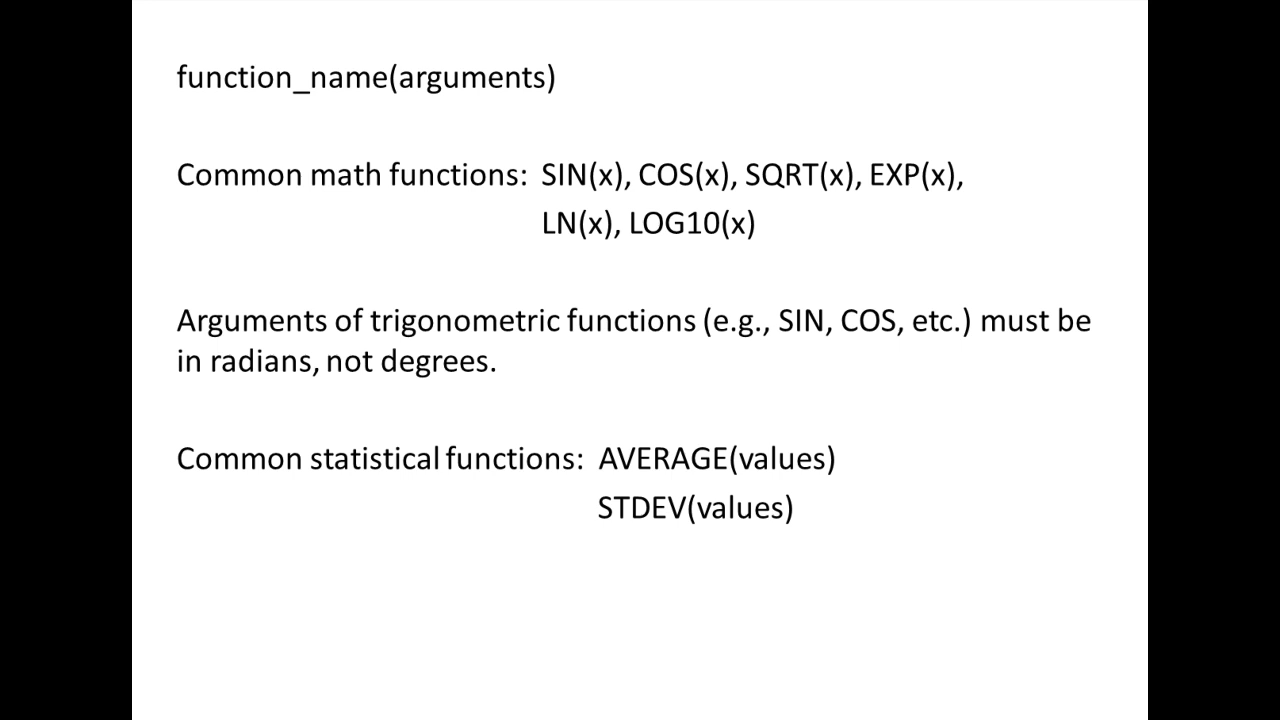 function_name(arguments)
Common math functions: SIN(x), COS(x), SQRT(x), EXP(x),
LN(x), LOG10(x)
Arguments of trigonometric functions (e.g., SIN, COS, etc.) must be
in radians, not degrees.
Common statistical functions: AVERAGE(values)
STDEV(values)